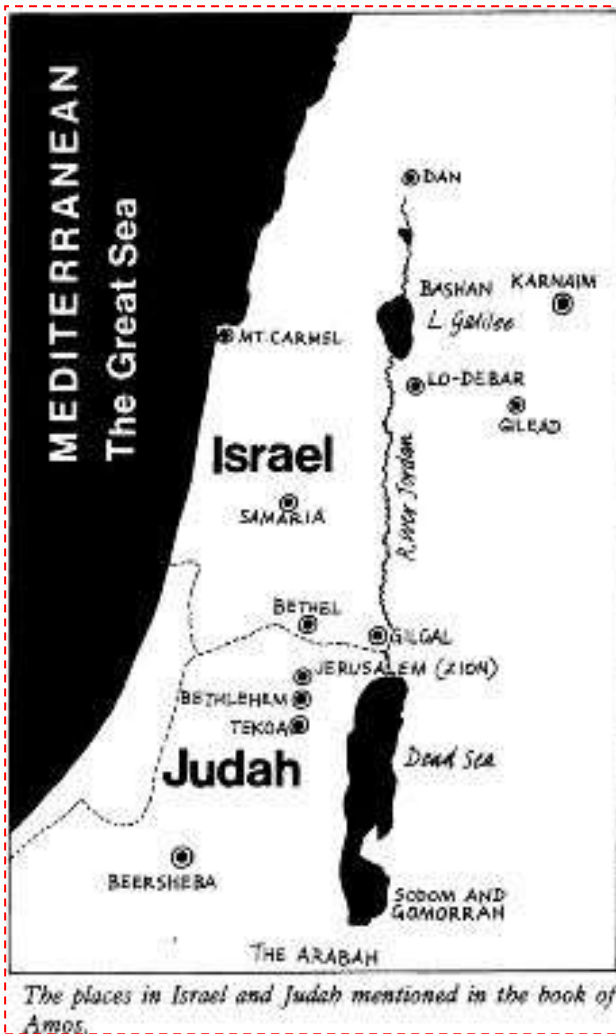 MEDITERRANEAN
The Great Sea
DAN
BASHAN
KARNAIM
L. Galilee
MT. CARMEL
LO-DEBAR
GILEAD
Israel
SAMARIA
River Jordan
BETHEL
GILGAL
JERUSALEM (ZION)
BETHLEHEM
TEKOA
Judah
Dead Sea
BEERSHEBA
SODOM AND
GOMORRAH
THE ARABAH
The places in Israel and Judah mentioned in the book of
Amos.